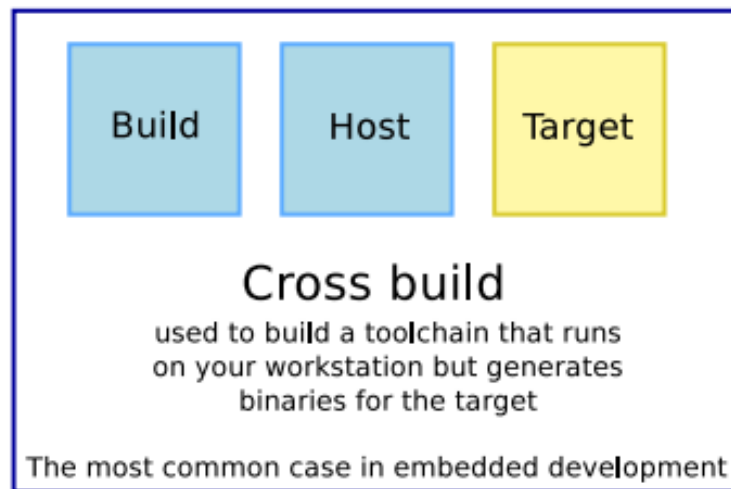 Build
Host
Target
Cross build
used to build a toolchain that runs
on your workstation but generates
binaries for the target
The most common case in embedded development